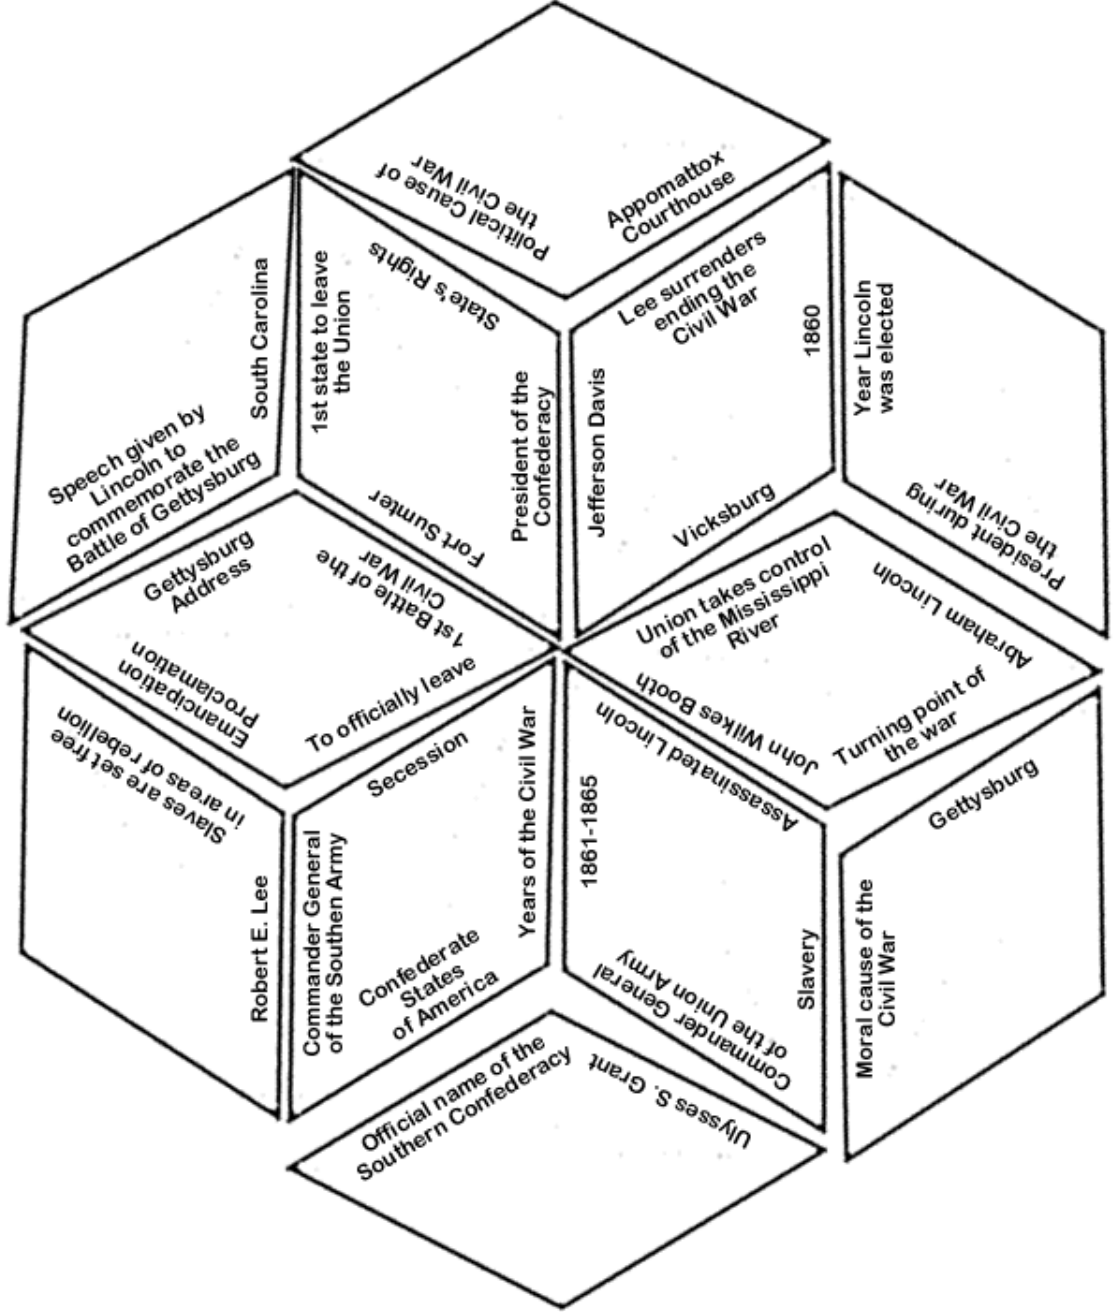 Political Cause of
the Civil War
Appomattox
Courthouse
South Carolina
Speech given by
Lincoln to
commemorate the
Battle of Gettysburg
1st state to leave
the Union
State's Rights
President of the
Confederacy
Fort Sumter
Lee surrenders
ending the
Civil War
1860
Jefferson Davis
Vicksburg
Year Lincoln
was elected
President during
the Civil War
Gettysburg
Address
1st Battle of the
Civil War
Emancipation
Proclamation
To officially leave
Union takes control
of the Mississippi
River
Abraham Lincoln
John Wilkes Booth
Turning point of
the war
Slaves are set free
in areas of rebellion
Robert E. Lee
Secession
Commander General
of the Southen Army
Years of the Civil War
Confederate
States
of America
Assassinated Lincoln
1861-1865
Slavery
Commander General
of the Union Army
Gettysburg
Moral cause of the
Civil War
Official name of the
Southern Confederacy
Ulysses S. Grant